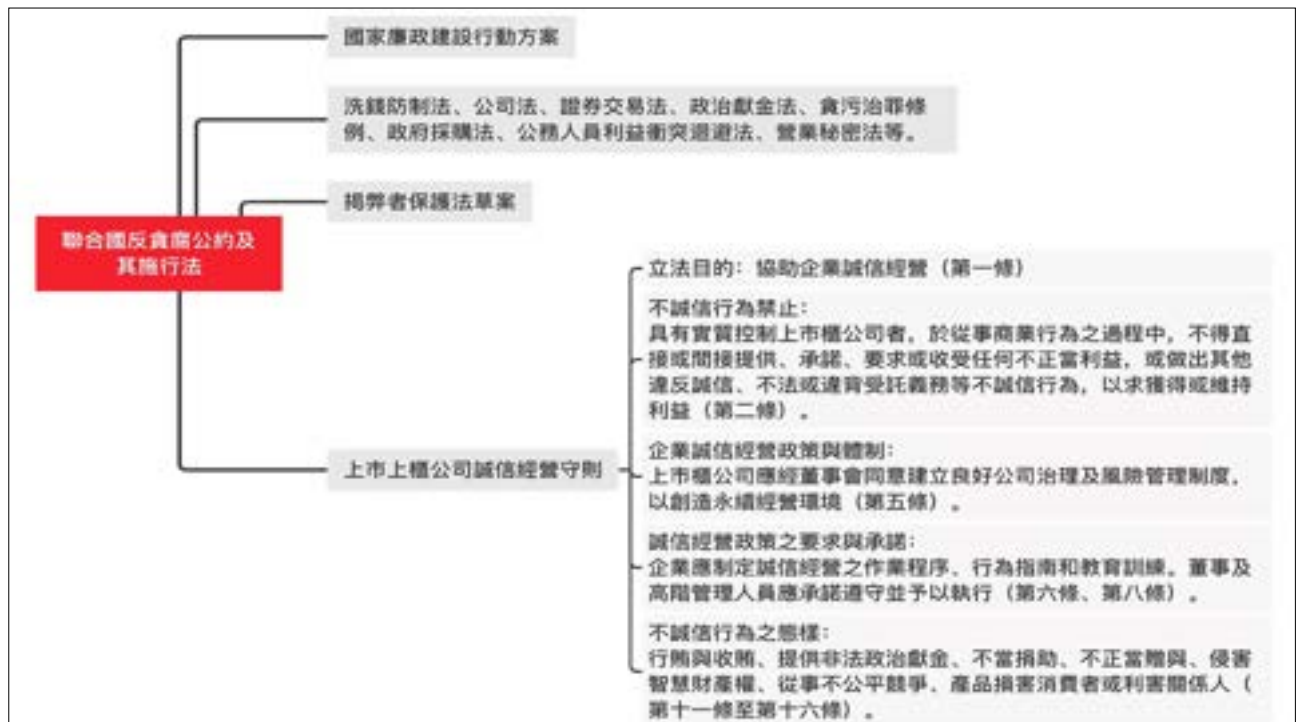 國家廉政建設行動方案
洗錢防制法、公司法、證券交易法、政治獻金法、貪污治罪條
例、政府採購法、公務人員利益衝突迴避法、營業秘密法等。
揭弊者保護法草案
聯合國反貪腐公約及
其施行法
上市上櫃公司誠信經營守則
立法目的：協助企業誠信經營（第一條）
不誠信行為禁止：
具有實質控制上市櫃公司者，於從事商業行為之過程中，不得直
接或間接提供、承諾、要求或收受任何不正當利益，或做出其他
違反誠信、不法或違背受託義務等不誠信行為，以求獲得或維持
利益（第二條）。
企業誠信經營政策與體制：
上市櫃公司應經董事會同意建立良好公司治理及風險管理制度，
以創造永續經營環境（第五條）。
誠信經營政策之要求與承諾：
企業應制定誠信經營之作業程序、行為指南和教育訓練。董事及
高階管理人員應承諾遵守並予以執行（第六條、第八條）。
不誠信行為之態樣：
行賄與收賄、提供非法政治獻金、不當捐助、不正當贈與、侵害
智慧財產權、從事不公平競爭、產品損害消費者或利害關係人（
第十一條至第十六條）。